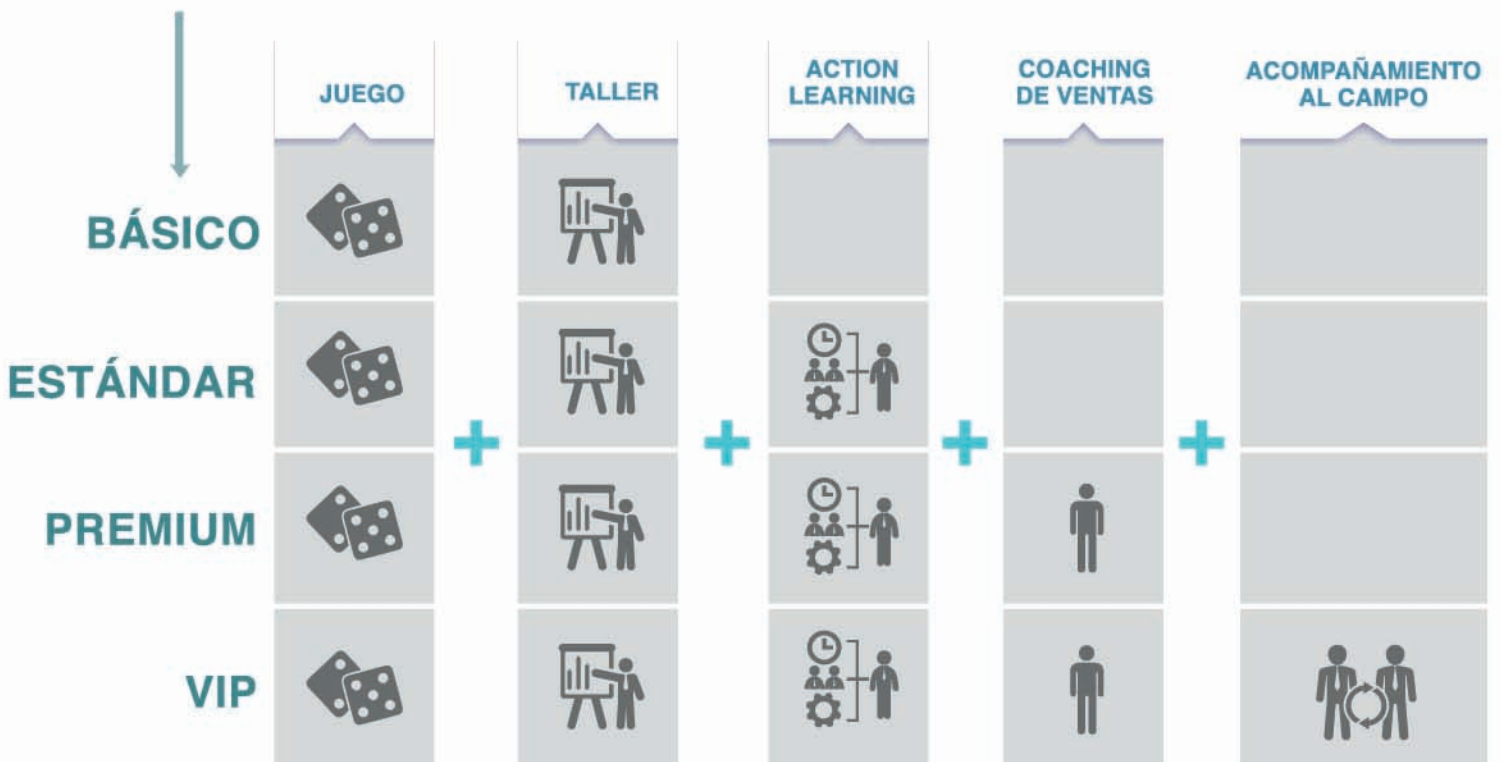 JUEGO
TALLER
ACTION
LEARNING
COACHING
DE VENTAS
ACOMPAÑAMIENTO
AL CAMPO
BÁSICO
ESTÁNDAR
PREMIUM
VIP